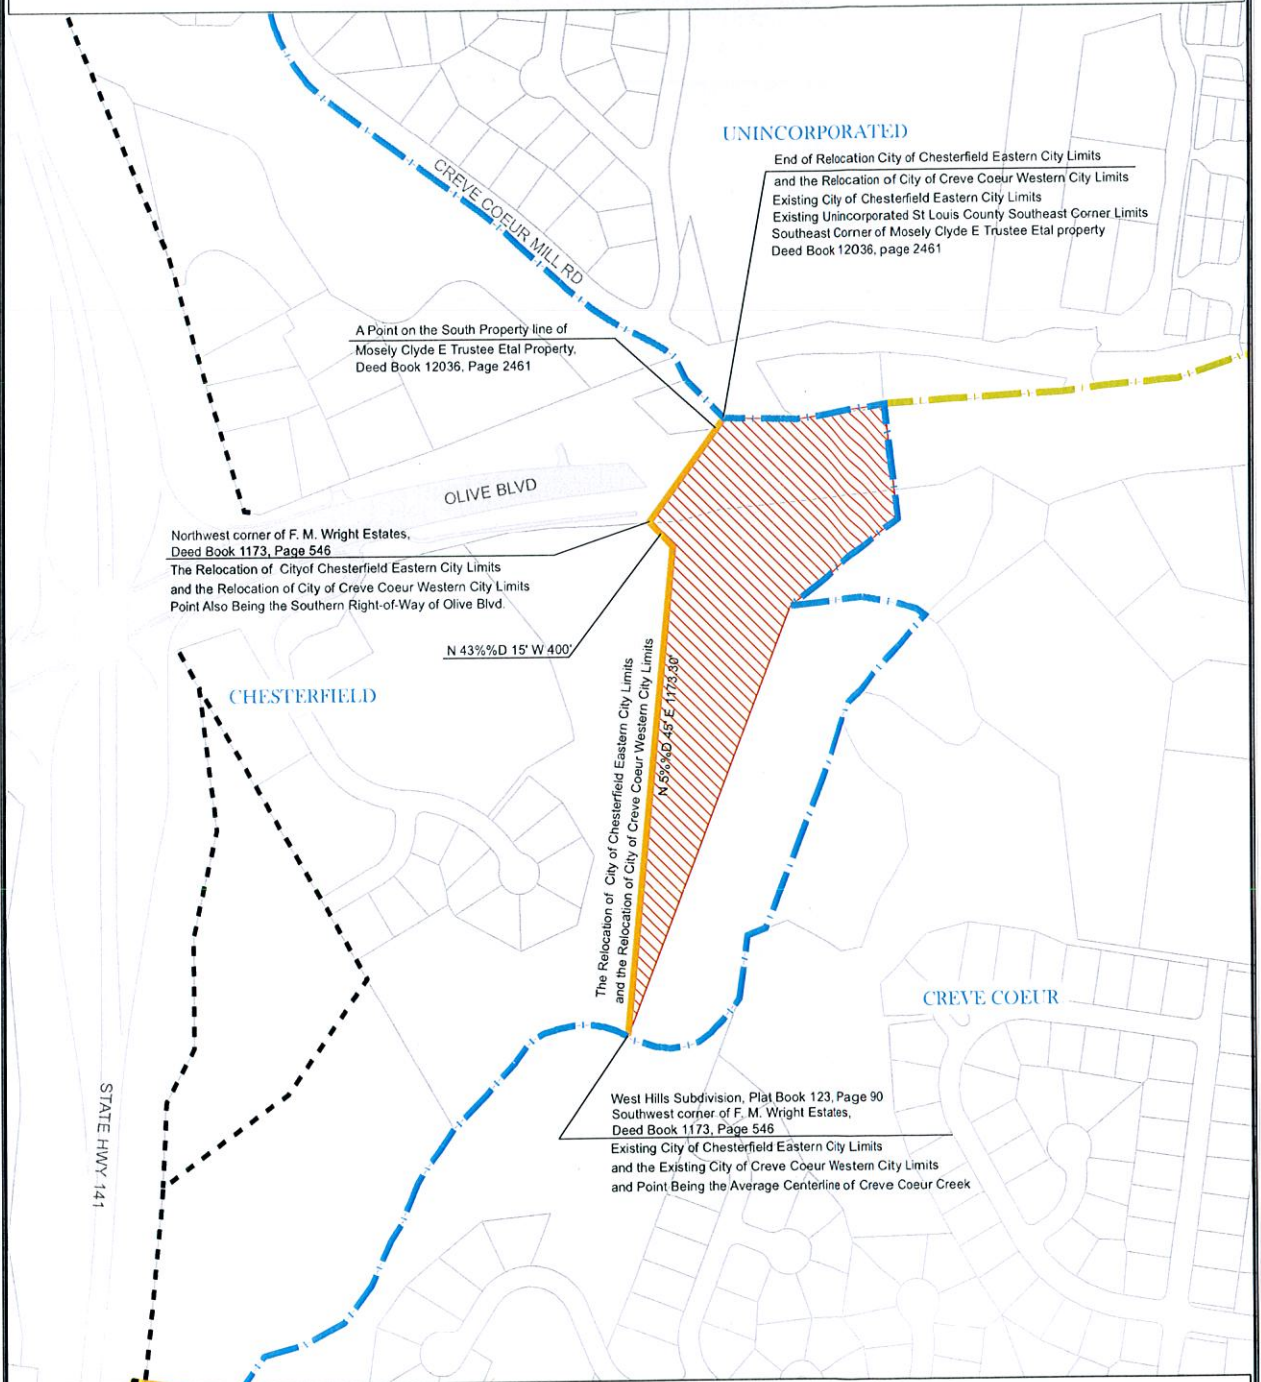 UNINCORPORATED
End of Relocation City of Chesterfield Eastern City Limits
and the Relocation of City of Creve Coeur Western City Limits
Existing City of Chesterfield Eastern City Limits
Existing Unincorporated St Louis County Southeast Corner Limits
Southeast Corner of Mosely Clyde E Trustee Etal property
Deed Book 12036, page 2461
CREVE COEUR MILL RD
A Point on the South Property line of
Mosely Clyde E Trustee Etal Property,
Deed Book 12036, Page 2461
OLIVE BLVD
Northwest corner of F. M. Wright Estates,
Deed Book 1173, Page 546
The Relocation of Cityof Chesterfield Eastern City Limits
and the Relocation of City of Creve Coeur Western City Limits
Point Also Being the Southern Right-of-Way of Olive Blvd.
N 43%%D 15' W 400'
CHESTERFIELD
The Relocation of City of Chesterfield Eastern City Limits
and the Relocation of City of Creve Coeur Western City Limits
N 5%%D 45' E 1173.30'
CREVE COEUR
STATE HWY 141
West Hills Subdivision, Plat Book 123, Page 90
Southwest corner of F. M. Wright Estates,
Deed Book 1173, Page 546
Existing City of Chesterfield Eastern City Limits
and the Existing City of Creve Coeur Western City Limits
and Point Being the Average Centerline of Creve Coeur Creek